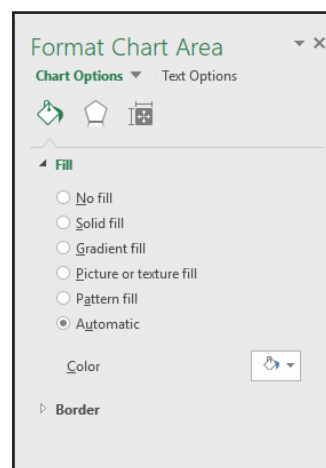 Format Chart Area
Chart Options Text Options
Fill
No fill
Solid fill
Gradient fill
Picture or texture fill
Pattern fill
Automatic
Color
Border